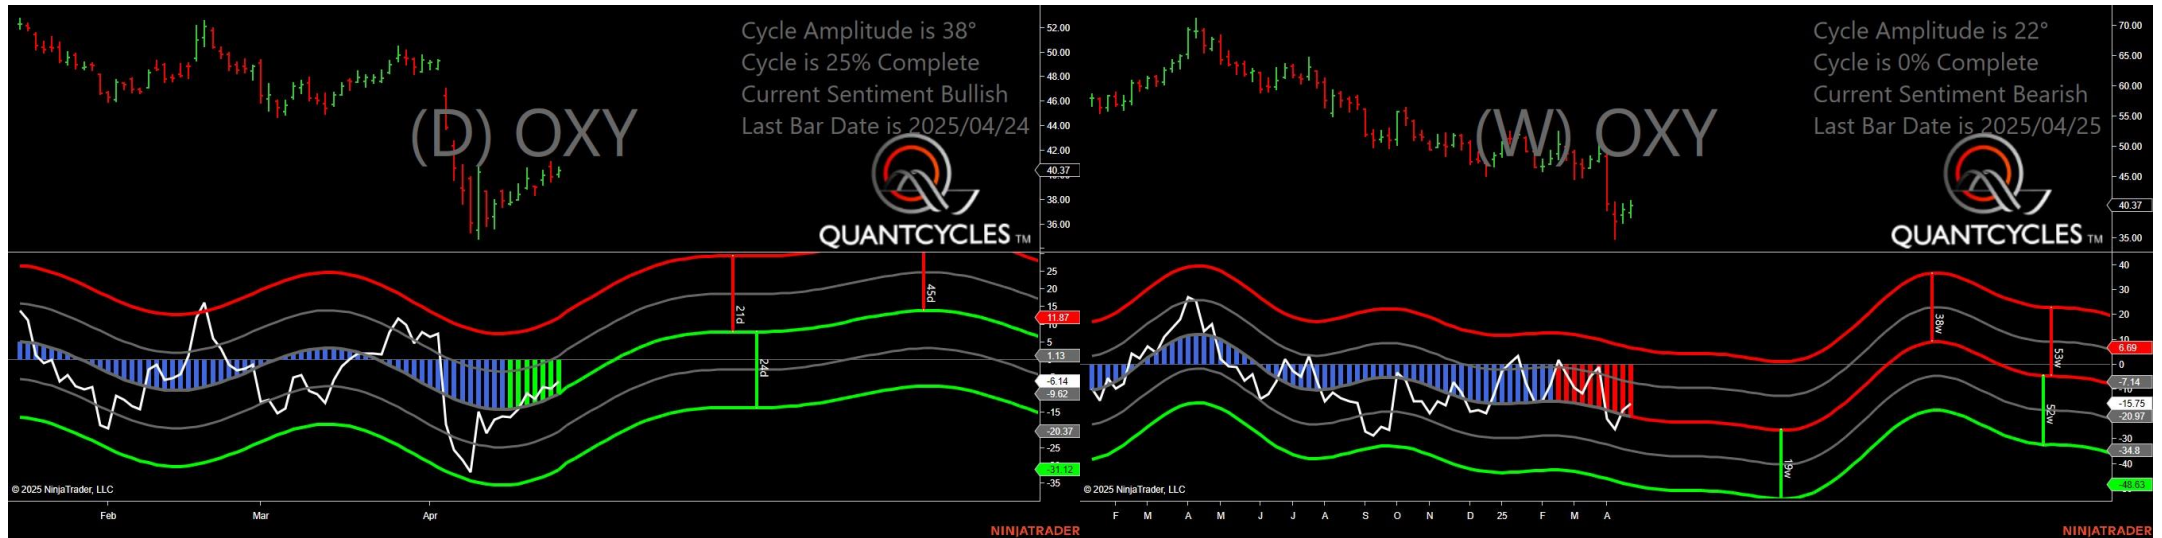 Cycle Amplitude is 38°
Cycle is 25% Complete
Current Sentiment Bullish
Last Bar Date is 2025/04/24
(D) OXY
QUANTCYCLES TM
52.00
50.00
48.00
46.00
44.00
42.00
40.37
38.00
36.00
21d
45d
24d
25
20
15
11.87
10
5
1.13
-6.14
-9.62
-15
-20.37
-25
-31.12
-35
© 2025 NinjaTrader, LLC
Feb Mar Apr
NINJATRADER
Cycle Amplitude is 22°
Cycle is 0% Complete
Current Sentiment Bearish
Last Bar Date is 2025/04/25
(W) OXY
QUANTCYCLES TM
70.00
65.00
60.00
55.00
50.00
45.00
40.37
35.00
38w
53w
52w
19w
40
30
20
10
6.69
0
-7.14
-10
-15.75
-20.97
-30
-34.8
-40
-48.63
© 2025 NinjaTrader, LLC
F M A M J J A S O N D 25 F M A
NINJATRADER